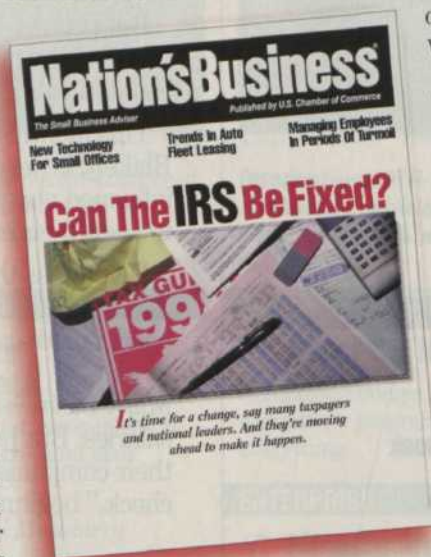 Nation'sBusiness
The Small Business Adviser
Published by U.S. Chamber of Commerce
New Technology
For Small Offices
Trends In Auto
Fleet Leasing
Managing Employees
In Periods Of Turmoil
Can The IRS Be Fixed?
TAX GUI
199
It's time for a change, say many taxpayers
and national leaders. And they're moving
ahead to make it happen.